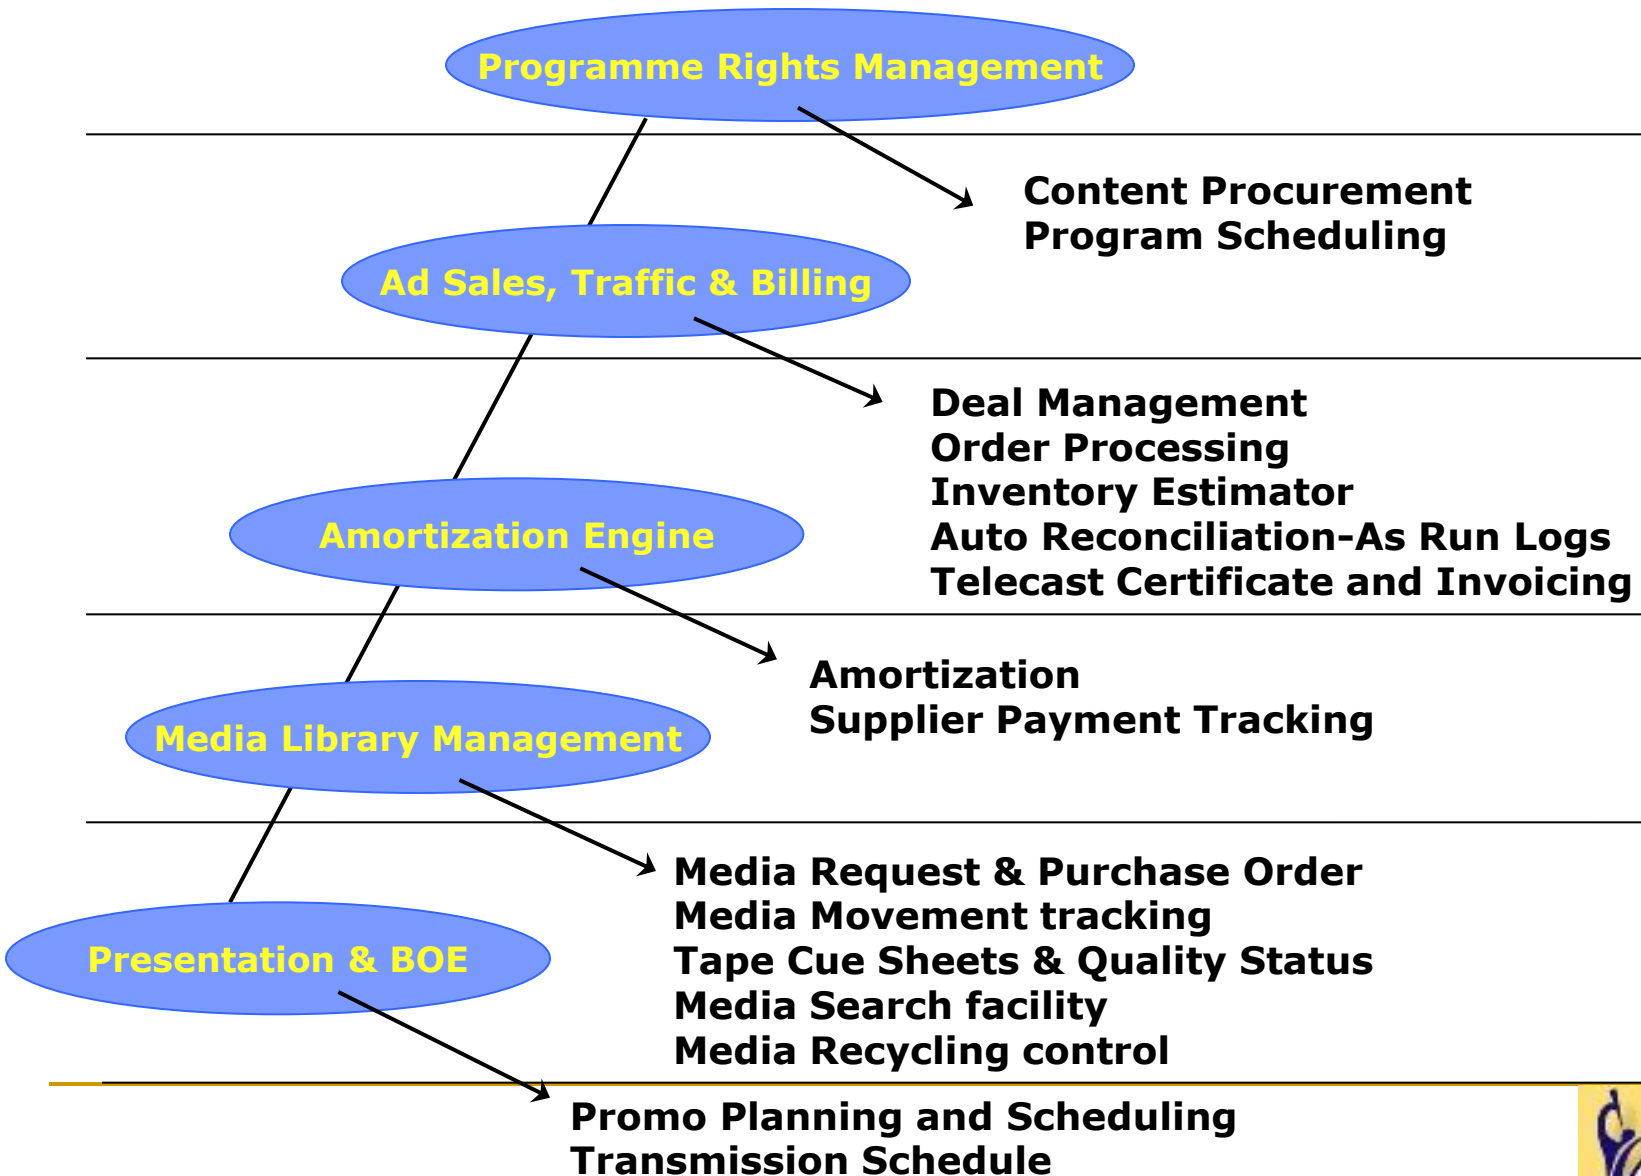 Programme Rights Management
Content Procurement
Program Scheduling
Ad Sales, Traffic & Billing
Deal Management
Order Processing
Inventory Estimator
Auto Reconciliation-As Run Logs
Telecast Certificate and Invoicing
Amortization Engine
Amortization
Supplier Payment Tracking
Media Library Management
Media Request & Purchase Order
Media Movement tracking
Tape Cue Sheets & Quality Status
Media Search facility
Media Recycling control
Presentation & BOE
Promo Planning and Scheduling
Transmission Schedule